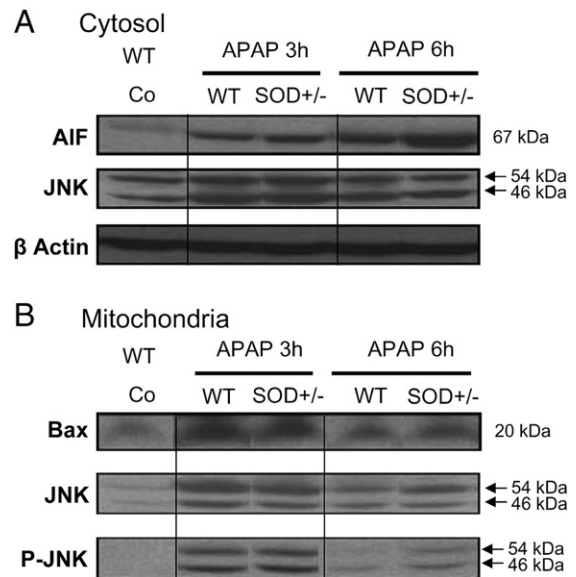 A Cytosol
WT APAP 3h APAP 6h
Co WT SOD+/- WT SOD+/-
AIF 67 kDa
JNK 54 kDa
46 kDa
β Actin
B Mitochondria
WT APAP 3h APAP 6h
Co WT SOD+/- WT SOD+/-
Bax 20 kDa
JNK 54 kDa
46 kDa
P-JNK 54 kDa
46 kDa